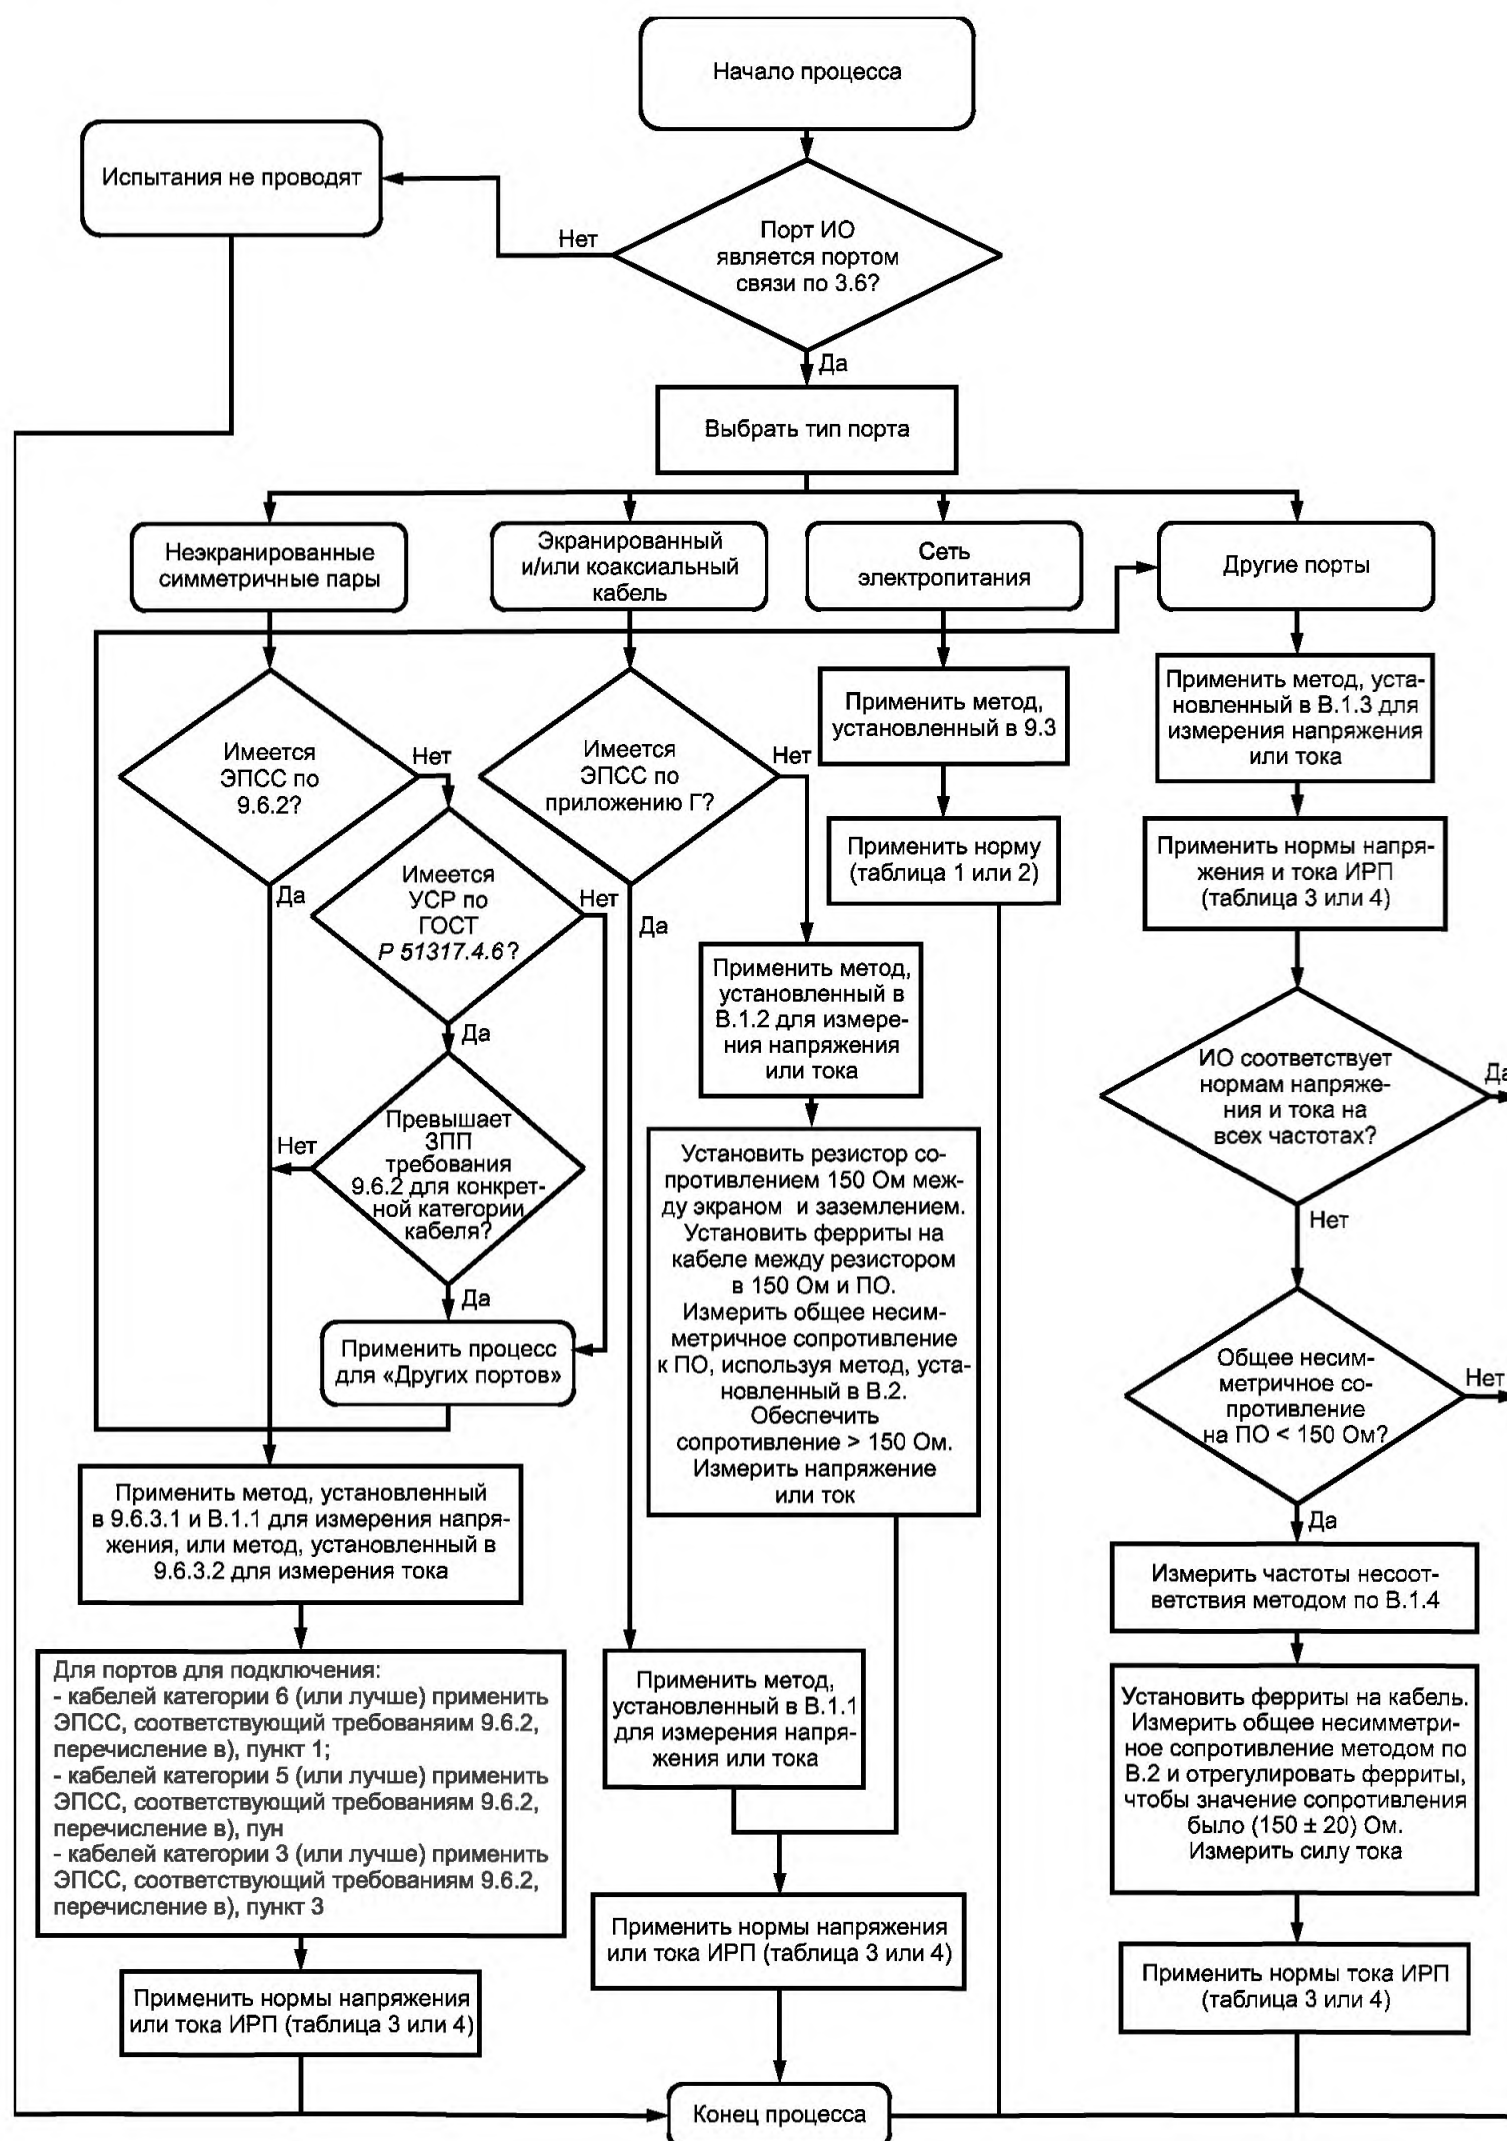 Начало процесса
Испытания не проводят
Порт ИО
является портом
связи по 3.6?
Нет
Да
Выбрать тип порта
Неэкранированные
симметричные пары
Экранированный
и/или коаксиальный
кабель
Сеть
электропитания
Другие порты
Имеется
ЭПСС по
9.6.2?
Нет
Да
Имеется
УСР по
ГОСТ
Р 51317.4.6?
Нет
Да
Превышает
ЗПП
требования
9.6.2 для конкрет-
ной категории
кабеля?
Нет
Да
Применить процесс
для «Других портов»
Применить метод, установленный
в 9.6.3.1 и В.1.1 для измерения напря-
жения, или метод, установленный в
9.6.3.2 для измерения тока
Для портов для подключения:
- кабелей категории 6 (или лучше) применить
ЭПСС, соответствующий требованяим 9.6.2,
перечисление в), пункт 1;
- кабелей категории 5 (или лучше) применить
ЭПСС, соответствующий требованиям 9.6.2,
перечисление в), пун
- кабелей категории 3 (или лучше) применить
ЭПСС, соответствующий требованиям 9.6.2,
перечисление в), пункт 3
Применить нормы напряжения
или тока ИРП (таблица 3 или 4)
Имеется
ЭПСС по
приложению Г?
Нет
Да
Применить метод,
установленный в
В.1.2 для измере-
ния напряжения
или тока
Установить резистор со-
противлением 150 Ом меж-
ду экраном и заземлением.
Установить ферриты на
кабеле между резистором
в 150 Ом и ПО.
Измерить общее несим-
метричное сопротивление
к ПО, используя метод, уста-
новленный в В.2.
Обеспечить
сопротивление > 150 Ом.
Измерить напряжение
или ток
Применить метод,
установленный в В.1.1
для измерения напря-
жения или тока
Применить нормы напряжения
или тока ИРП (таблица 3 или 4)
Применить метод,
установленный в 9.3
Применить норму
(таблица 1 или 2)
Применить метод, уста-
новленный в В.1.3 для
измерения напряжения
или тока
Применить нормы напря-
жения и тока ИРП
(таблица 3 или 4)
ИО соответствует
нормам напряже-
ния и тока на
всех частотах?
Да
Нет
Общее несим-
метричное со-
противление
на ПО < 150 Ом?
Нет
Да
Измерить частоты несоот-
ветствия методом по В.1.4
Установить ферриты на кабель.
Измерить общее несимметри-
ное сопротивление методом по
В.2 и отрегулировать ферриты,
чтобы значение сопротивления
было (150 ± 20) Ом.
Измерить силу тока
Применить нормы тока ИРП
(таблица 3 или 4)
Конец процесса